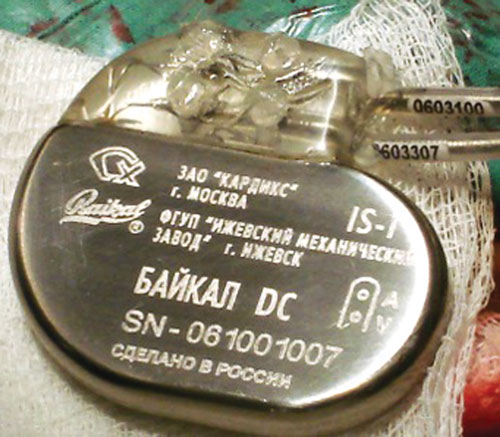 0603100
0603307
ЗАО "КАРДИКС"
г. МОСКВА
IS-1
Baikal ®
ФГУП "ИЖЕВСКИЙ МЕХАНИЧЕСКИЙ
ЗАВОД" г. ИЖЕВСК
БАЙКАЛ DC
A
V
SN-061001007
СДЕЛАНО В РОССИИ